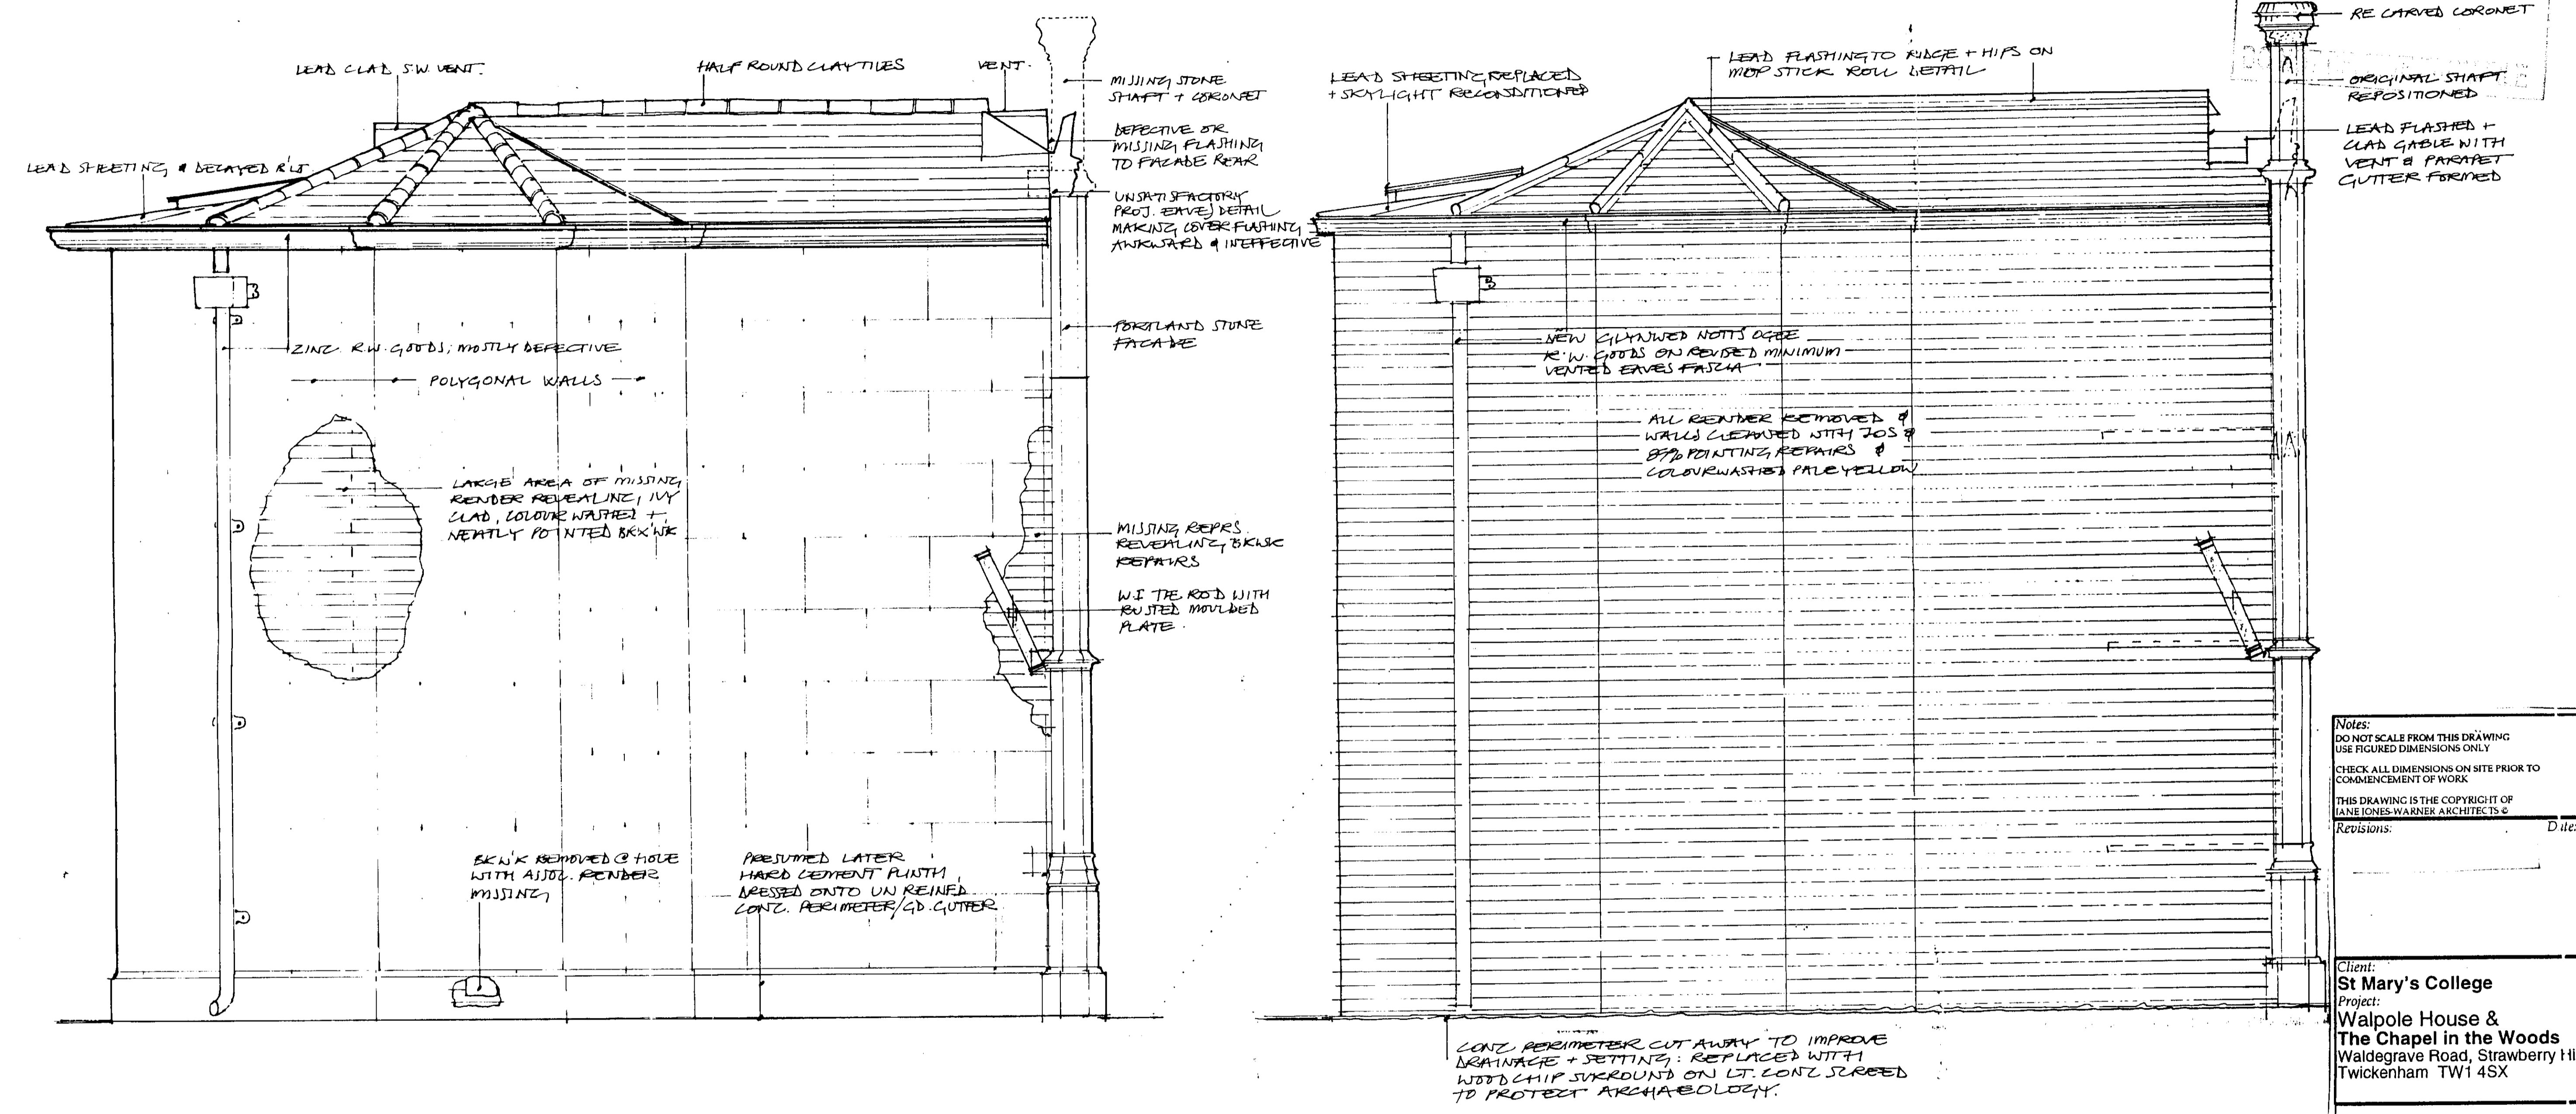 LEAD CLAD S.W. VENT.
HALF ROUND CLAY TILES
VENT.
MISSING STONE
SHAFT + CORONET
DEFECTIVE OR
MISSING FLASHING
TO FACADE REAR
LEAD SHEETING & DECAYED R'LT
UNSATISFACTORY
PROJ. EAVES DETAIL
MAKING COVER FLASHING
AWKWARD & INEFFECTIVE
PORTLAND STONE
FACADE
ZINC R.W. GOODS; MOSTLY DEFECTIVE
POLYGONAL WALLS
LARGE AREA OF MISSING
RENDER REVEALING, IVY
CLAD, COLOUR WASHED +
NEATLY POINTED BRK'WK
MISSING REPRS.
REVEALING BKWK
REPAIRS
W.I TIE ROD WITH
RUSTED MOULDED
PLATE.
BKW'K REMOVED @ HOLE
WITH ASSOC. RENDER
MISSING
PRESUMED LATER
HARD CEMENT PLINTH
DRESSED ONTO UN REINF'D
CONC. PERIMETER/GD. GUTTER
LEAD SHEETING REPLACED
+ SKYLIGHT RECONDITIONED
LEAD FLASHING TO RIDGE + HIPS ON
MOP STICK ROLL DETAIL
RE CARVED CORONET
ORIGINAL SHAFT
REPOSITIONED
LEAD FLASHED +
CLAD GABLE WITH
VENT & PARAPET
GUTTER FORMED
NEW GLYNWED NOTTS OGEE
R.W. GOODS ON REVISED MINIMUM
VENTED EAVES FASCIA
ALL RENDER REMOVED &
WALLS CLEANED WITH JOS &
POINTING REPAIRS &
COLOURWASHED PALE YELLOW
CONC PERIMETER CUT AWAY TO IMPROVE
DRAINAGE + SETTING: REPLACED WITH
WOOD CHIP SURROUND ON LT. CONC SCREED
TO PROTECT ARCHAEOLOGY.
Notes:
DO NOT SCALE FROM THIS DRAWING
USE FIGURED DIMENSIONS ONLY
CHECK ALL DIMENSIONS ON SITE PRIOR TO
COMMENCEMENT OF WORK
THIS DRAWING IS THE COPYRIGHT OF
JANE JONES-WARNER ARCHITECTS ©
Revisions: Date:
Client:
St Mary's College
Project:
Walpole House &
The Chapel in the Woods
Waldegrave Road, Strawberry Hi
Twickenham TW1 4SX